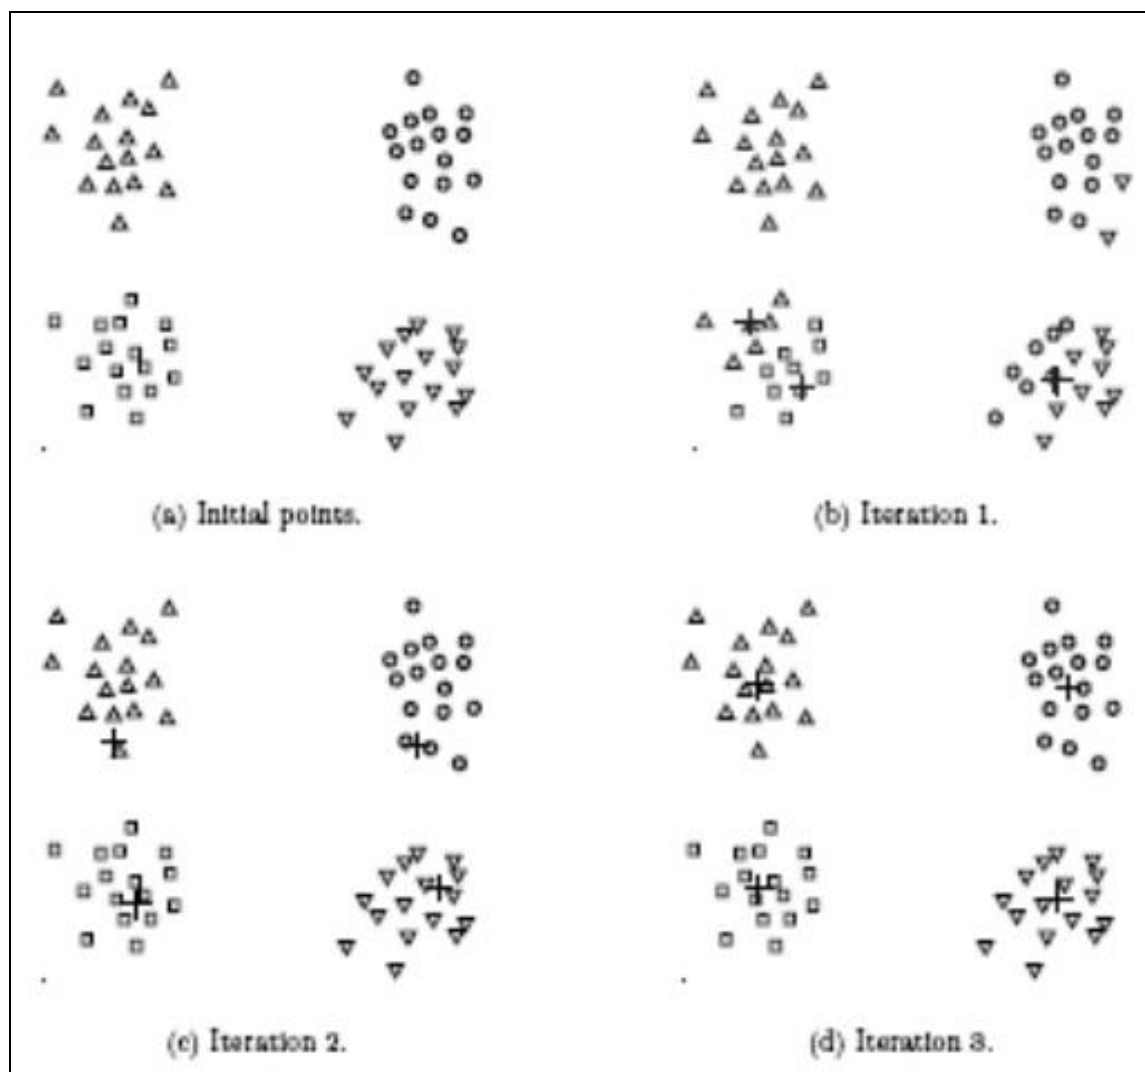 (a) Initial points.
(b) Iteration 1.
(c) Iteration 2.
(d) Iteration 3.